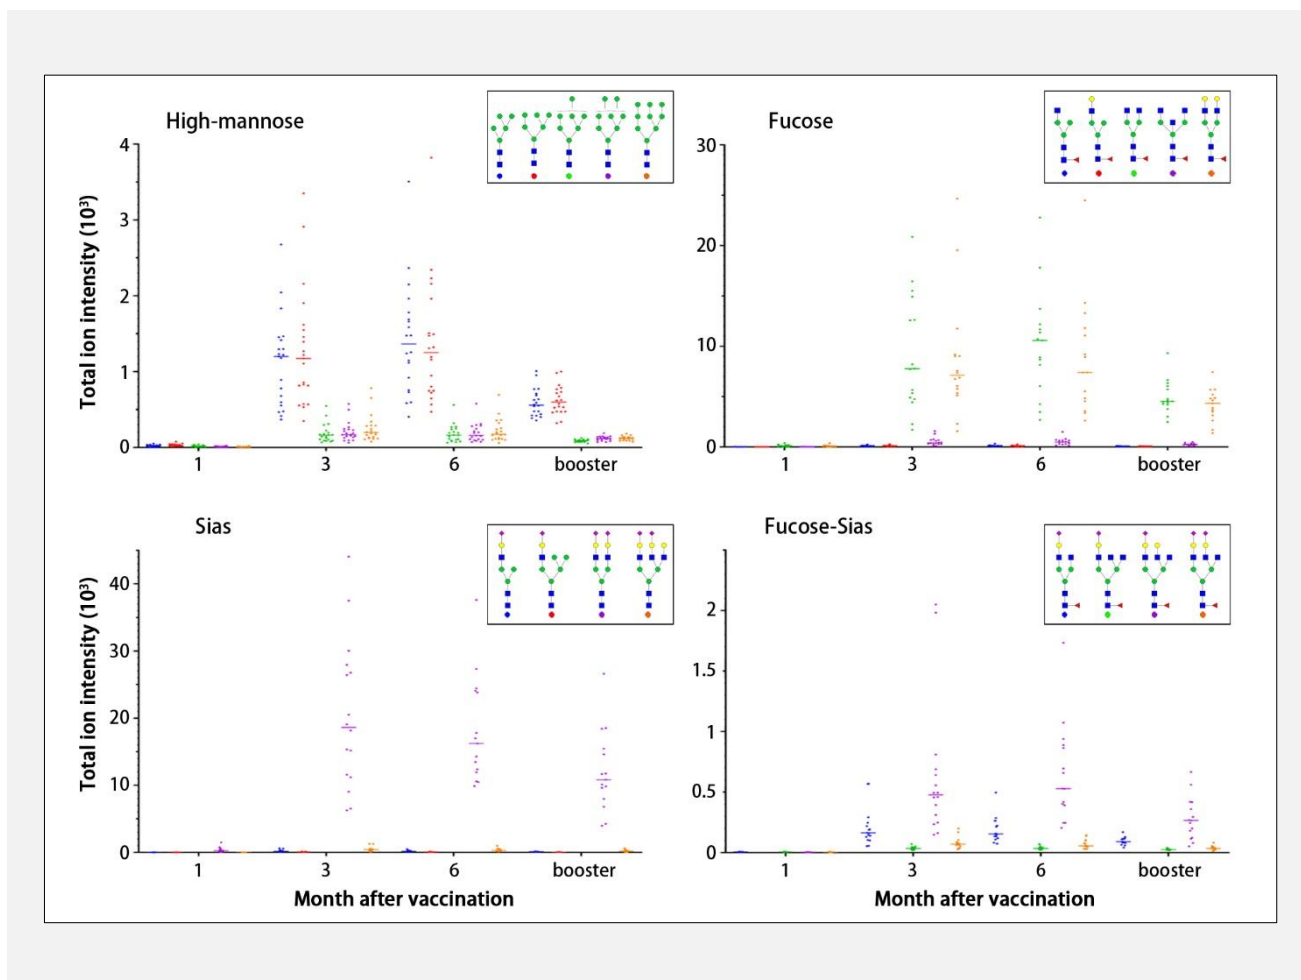 High-mannose
Total ion intensity (10³)
4
3
2
1
0
1
3
6
booster
Fucose
30
20
10
0
1
3
6
booster
Sias
Total ion intensity (10³)
40
30
20
10
0
1
3
6
booster
Month after vaccination
Fucose-Sias
2
1.5
1
0.5
0
1
3
6
booster
Month after vaccination